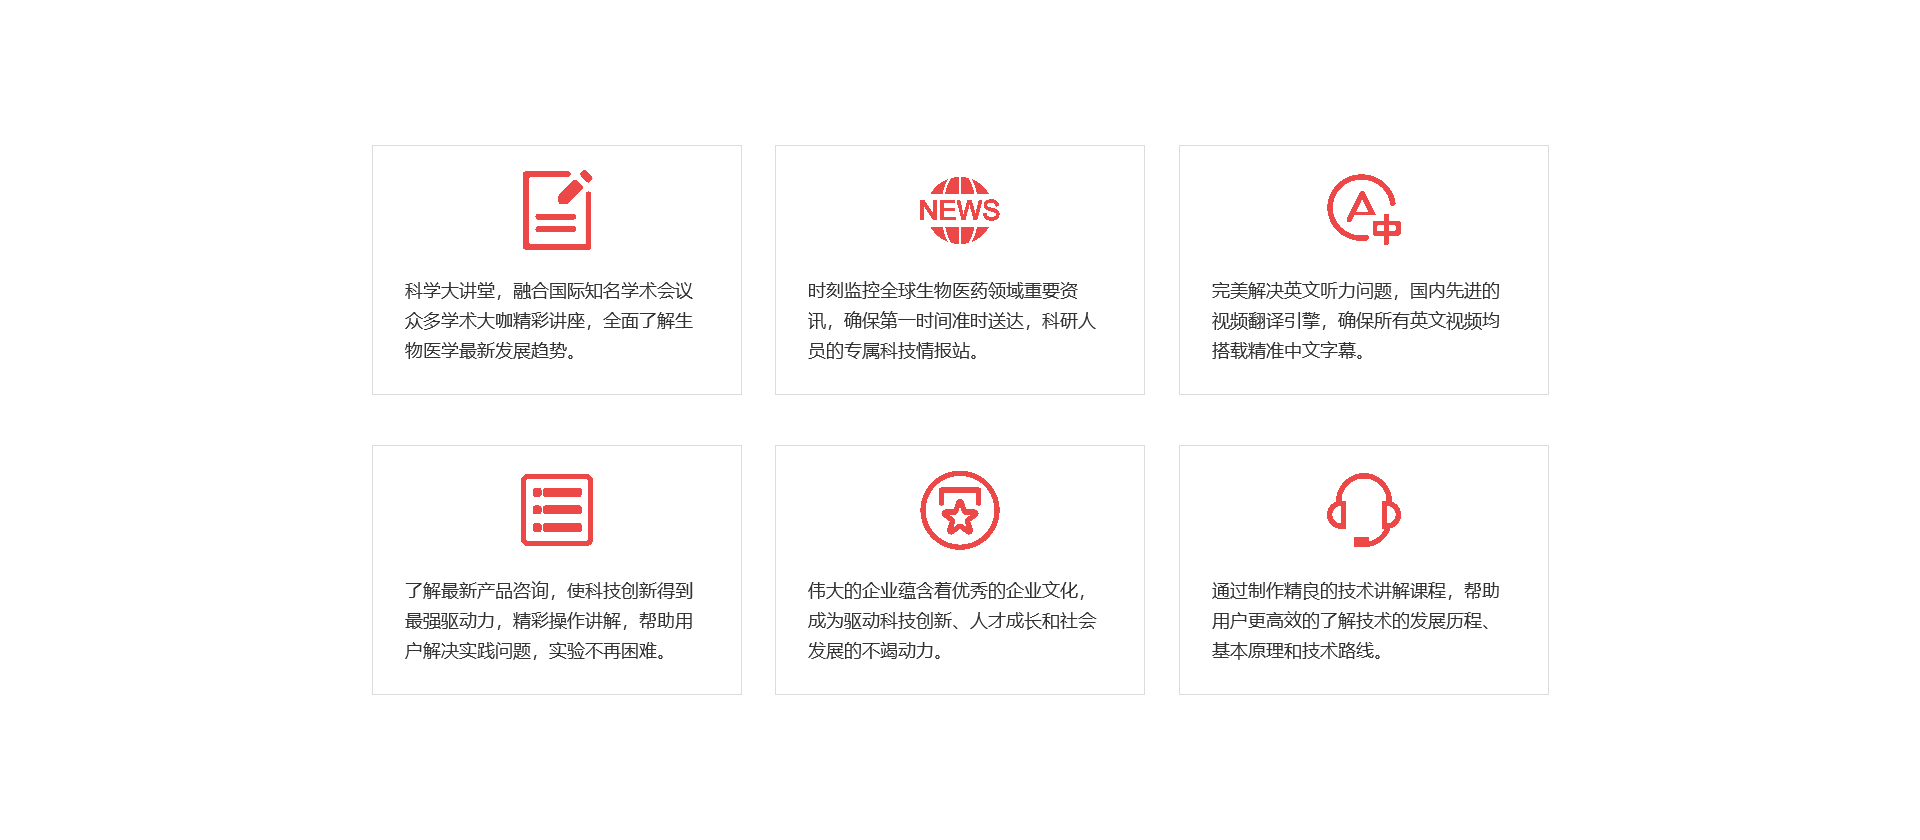 科学大讲堂，融合国际知名学术会议
众多学术大咖精彩讲座，全面了解生
物医学最新发展趋势。
NEWS
时刻监控全球生物医药领域重要资
讯，确保第一时间准时送达，科研人
员的专属科技情报站。
A中
完美解决英文听力问题，国内先进的
视频翻译引擎，确保所有英文视频均
搭载精准中文字幕。
了解最新产品咨询，使科技创新得到
最强驱动力，精彩操作讲解，帮助用
户解决实践问题，实验不再困难。
伟大的企业蕴含着优秀的企业文化，
成为驱动科技创新、人才成长和社会
发展的不竭动力。
通过制作精良的技术讲解课程，帮助
用户更高效的了解技术的发展历程、
基本原理和技术路线。